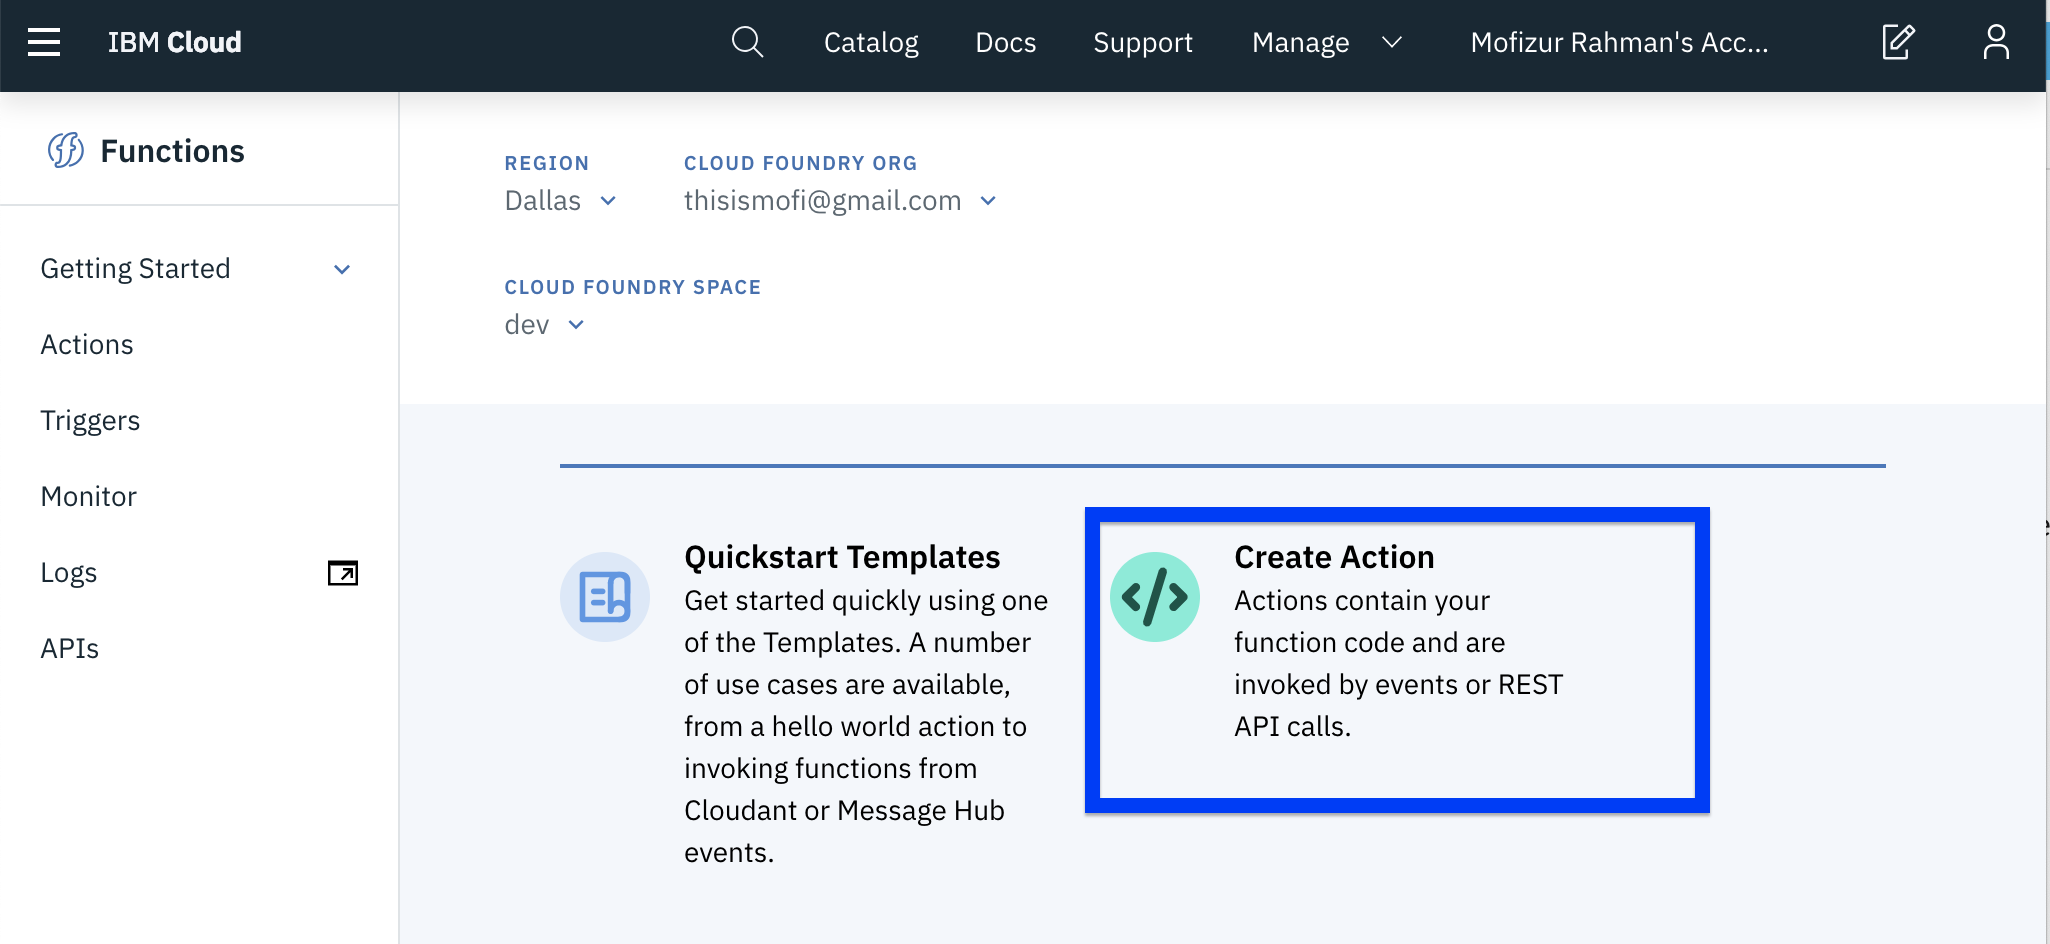 IBM Cloud
Catalog
Docs
Support
Manage
Mofizur Rahman's Acc...
Functions
Getting Started
Actions
Triggers
Monitor
Logs
APIs
REGION
Dallas
CLOUD FOUNDRY ORG
thisismofi@gmail.com
CLOUD FOUNDRY SPACE
dev
Quickstart Templates
Get started quickly using one
of the Templates. A number
of use cases are available,
from a hello world action to
invoking functions from
Cloudant or Message Hub
events.
Create Action
Actions contain your
function code and are
invoked by events or REST
API calls.